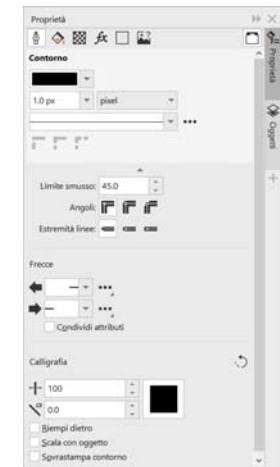 Proprietà
Contorno
1.0 px
pixel
Limite smusso: 45.0
Angoli:
Estremità linee:
Frecce
Condividi attributi
Calligrafia
100
0.0
Riempi dietro
Scala con oggetto
Sovrastampa contorno
Proprietà
Oggetti